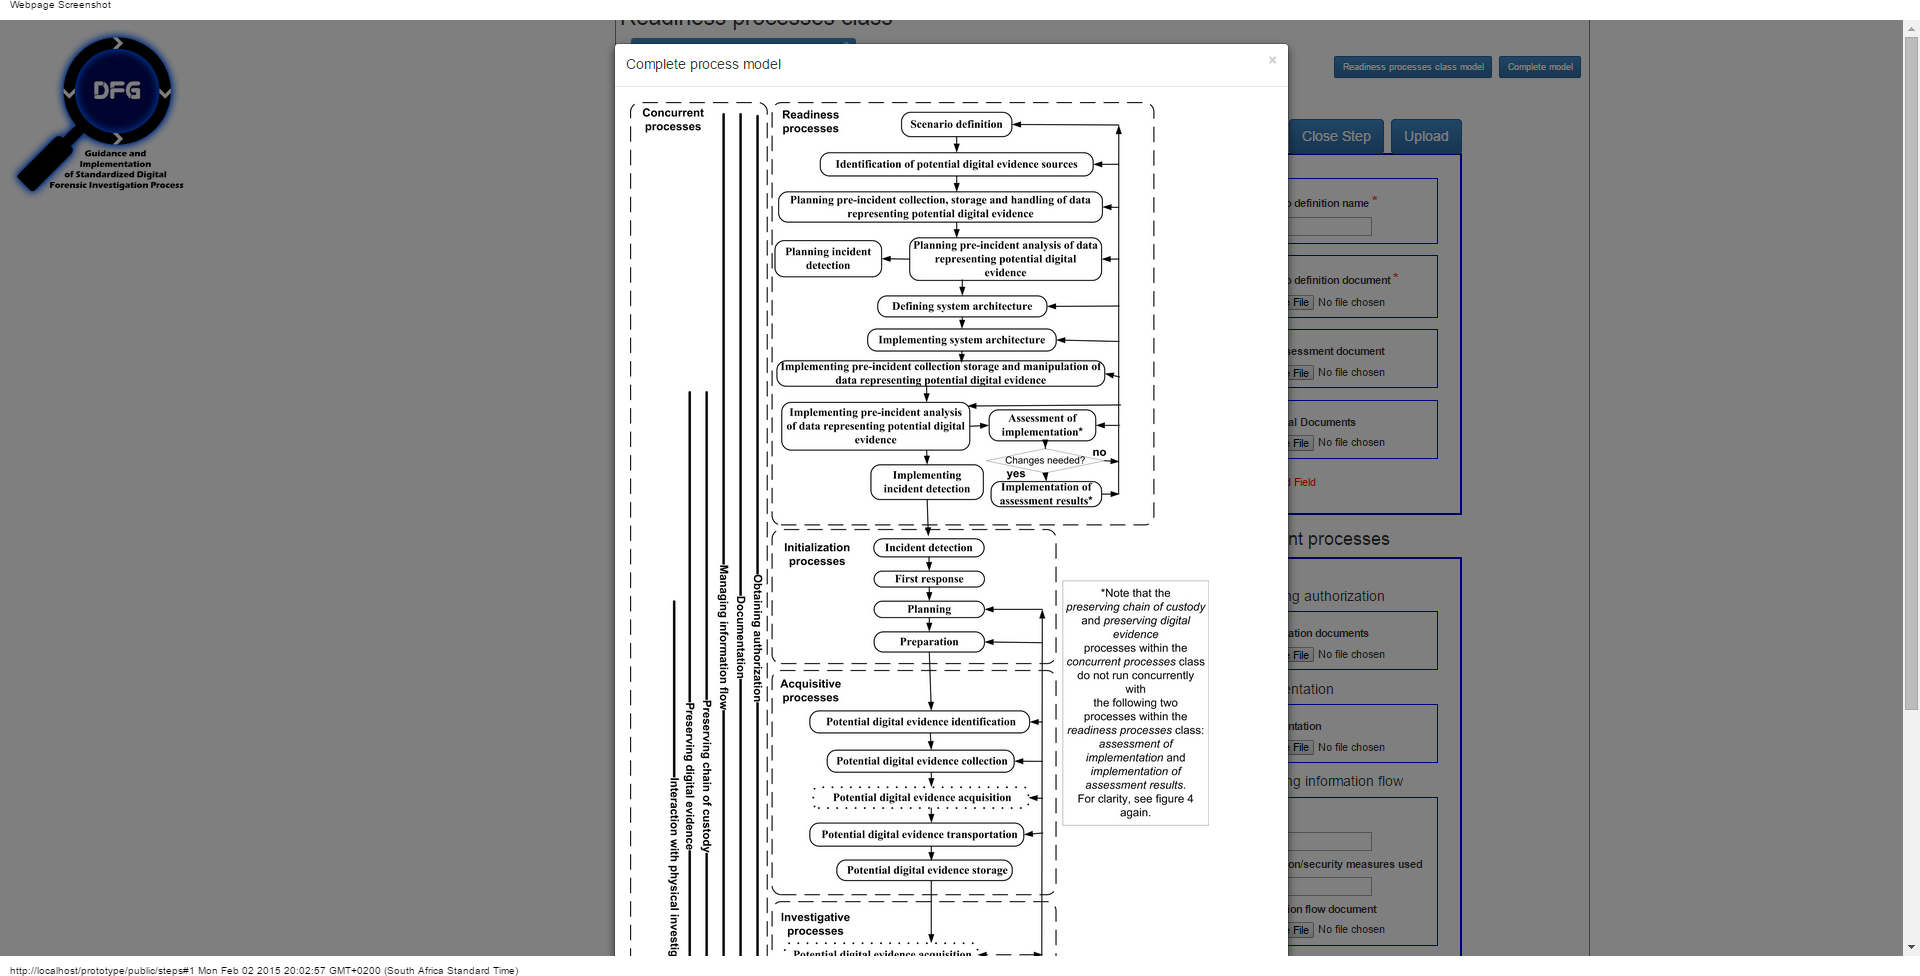 Webpage Screenshot
Readiness processes class
DFG
Guidance and
Implementation
of Standardized Digital
Forensic Investigation Process
Complete process model
×
Readiness processes class model
Complete model
Close Step
Upload
Concurrent
processes
Readiness
processes
Scenario definition
Identification of potential digital evidence sources
Planning pre-incident collection, storage and handling of data
representing potential digital evidence
Planning incident
detection
Planning pre-incident analysis of data
representing potential digital
evidence
Defining system architecture
Implementing system architecture
Implementing pre-incident collection storage and manipulation of
data representing potential digital evidence
Implementing pre-incident analysis
of data representing potential digital
evidence
Assessment of
implementation*
Changes needed?
no
yes
Implementing
incident detection
Implementation of
assessment results*
Initialization
processes
Incident detection
First response
Planning
Preparation
Acquisitive
processes
Potential digital evidence identification
Potential digital evidence collection
Potential digital evidence acquisition
Potential digital evidence transportation
Potential digital evidence storage
Investigative
processes
Potential digital evidence acquisition
Interaction with physical investig
Preserving digital evidence
Preserving chain of custody
Managing information flow
Documentation
Obtaining authorization
*Note that the
preserving chain of custody
and preserving digital
evidence
processes within the
concurrent processes class
do not run concurrently
with
the following two
processes within the
readiness processes class:
assessment of
implementation and
implementation of
assessment results.
For clarity, see figure 4
again.
o definition name *
o definition document *
File No file chosen
sessment document
File No file chosen
al Documents
File No file chosen
d Field
nt processes
ng authorization
ation documents
File No file chosen
entation
ntation
File No file chosen
ng information flow
on/security measures used
ion flow document
File No file chosen
http://localhost/prototype/public/steps#1 Mon Feb 02 2015 20:02:57 GMT+0200 (South Africa Standard Time)